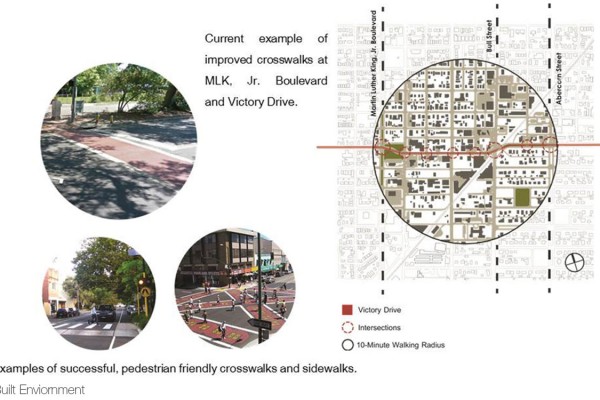 Current example of
improved crosswalks at
MLK, Jr. Boulevard
and Victory Drive.
Martin Luther King, Jr. Boulevard
Bull Street
Abercorn Street
Victory Drive
Intersections
10-Minute Walking Radius
xamples of successful, pedestrian friendly crosswalks and sidewalks.
Built Enviornment